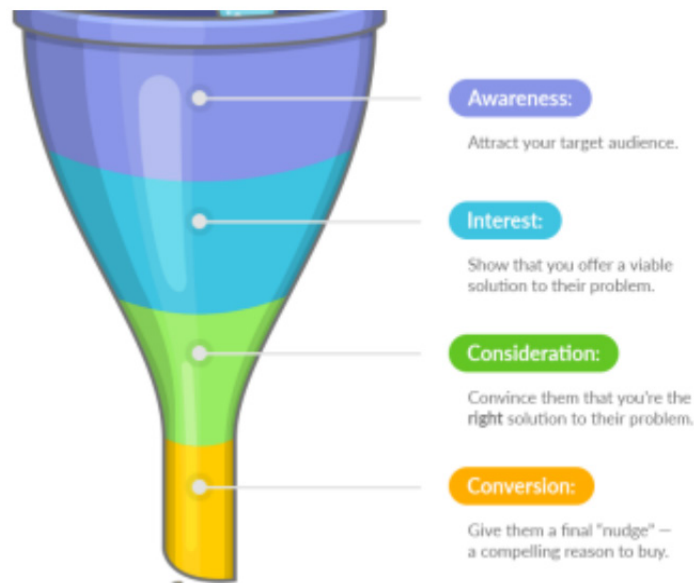 Awareness:
Attract your target audience.
Interest:
Show that you offer a viable
solution to their problem.
Consideration:
Convince them that you're the
right solution to their problem.
Conversion:
Give them a final "nudge" —
a compelling reason to buy.